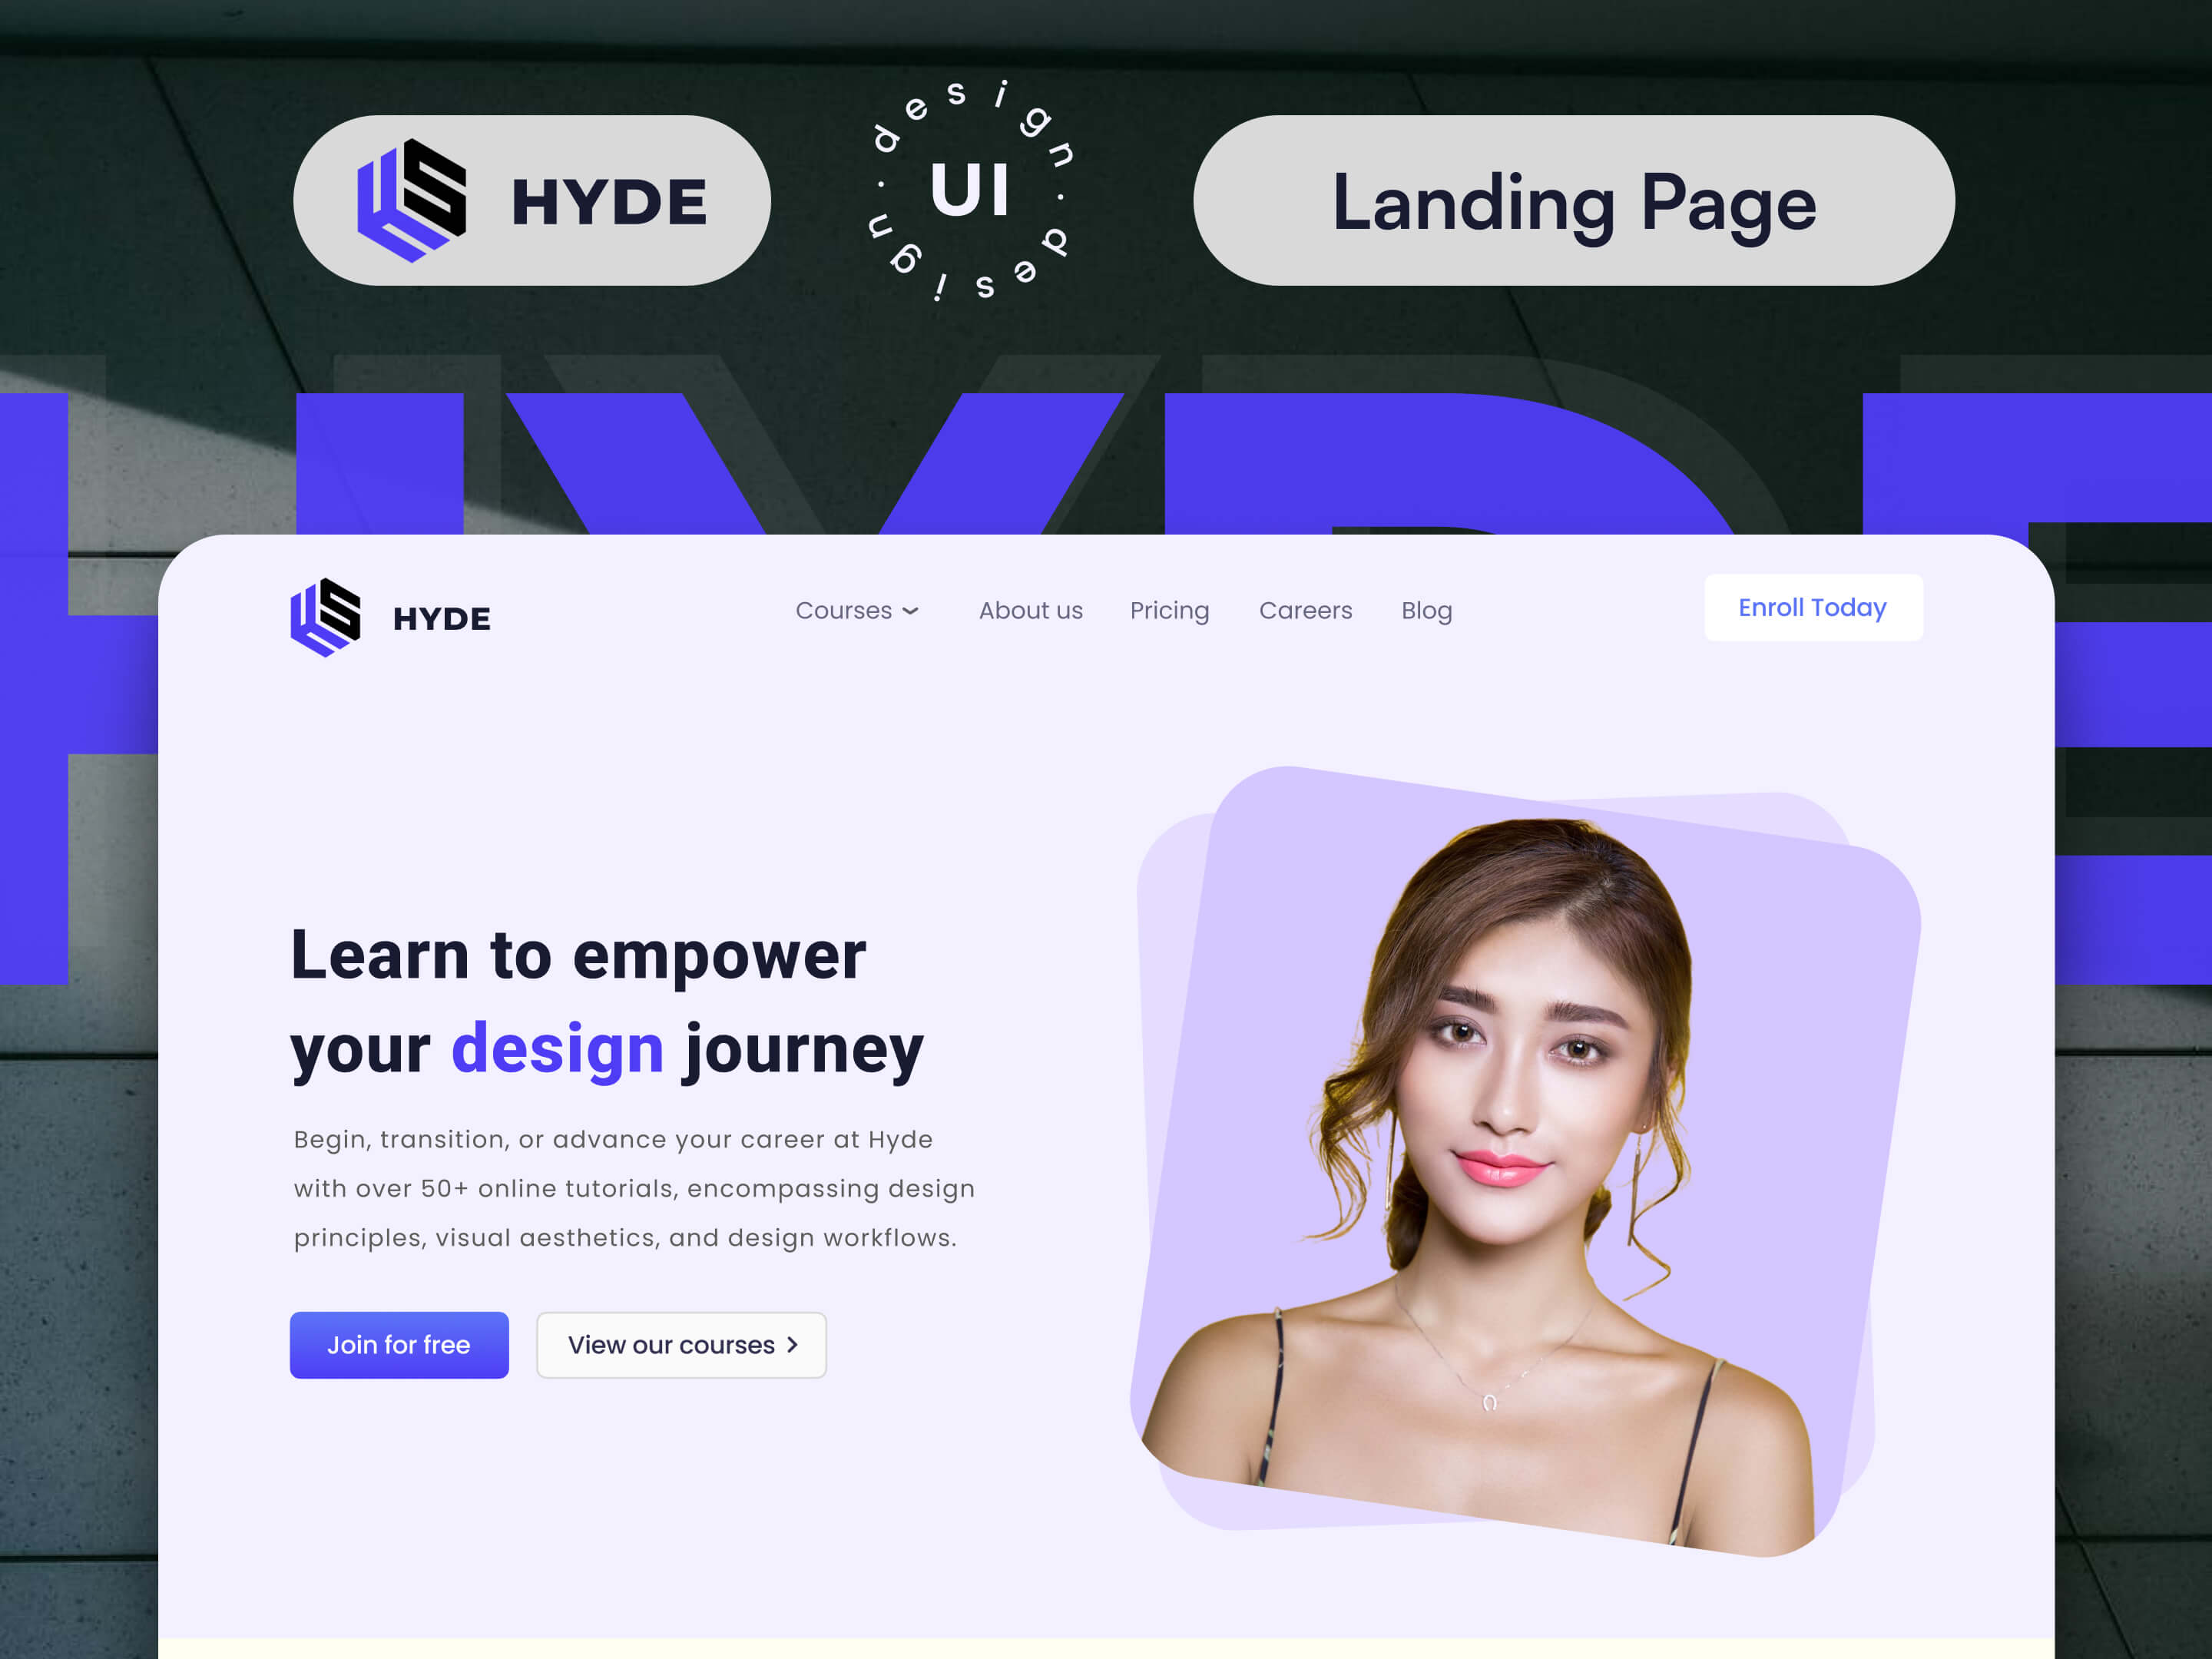 HYDE
design · design ·
UI
Landing Page
HYDE
HYDE
Courses
About us
Pricing
Careers
Blog
Enroll Today
Learn to empower
your design journey
Begin, transition, or advance your career at Hyde
with over 50+ online tutorials, encompassing design
principles, visual aesthetics, and design workflows.
Join for free
View our courses